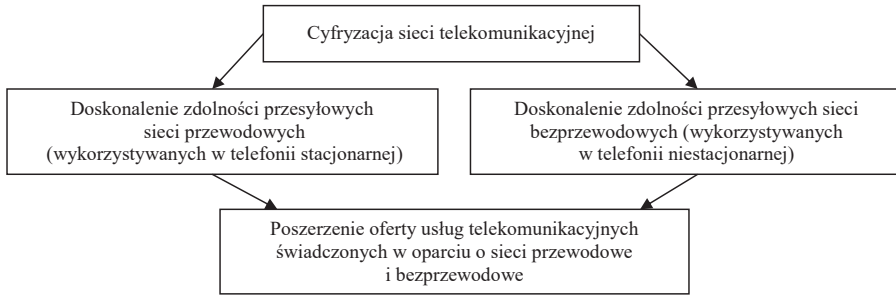 Cyfryzacja sieci telekomunikacyjnej
Doskonalenie zdolności przesyłowych
sieci przewodowych
(wykorzystywanych w telefonii stacjonarnej)
Doskonalenie zdolności przesyłowych sieci
bezprzewodowych (wykorzystywanych
w telefonii niestacjonarnej)
Poszerzenie oferty usług telekomunikacyjnych
świadczonych w oparciu o sieci przewodowe
i bezprzewodowe